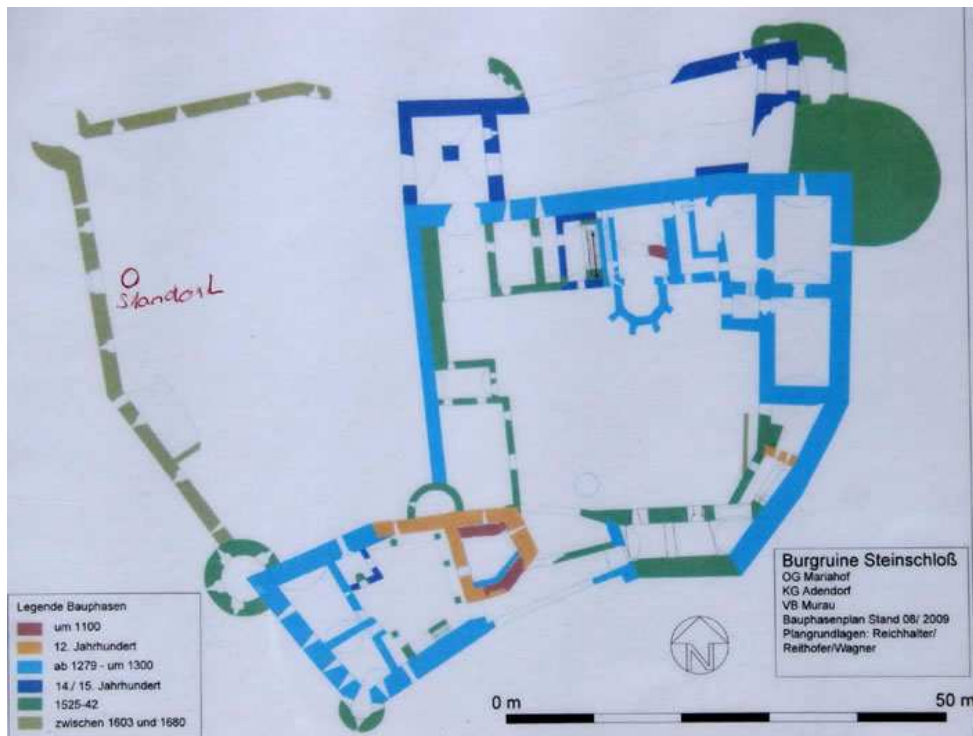 Standort
Burgruine Steinschloß
OG Mariahof
KG Adendorf
VB Murau
Bauphasenplan Stand 08/ 2009
Plangrundlagen: Reichhalter/
Reithofer/Wagner
N
Legende Bauphasen
um 1100
12. Jahrhundert
ab 1279 - um 1300
14./ 15. Jahrhundert
1525-42
zwischen 1603 und 1680
0 m
50 m